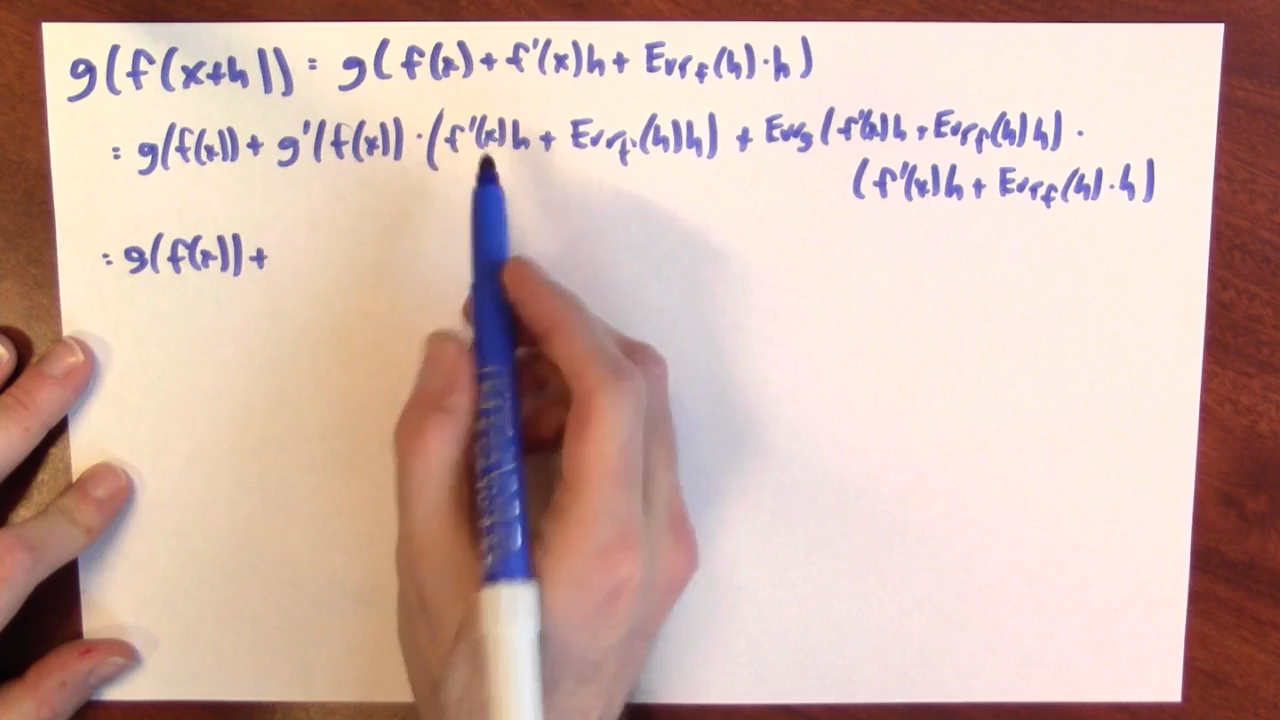 g(f(x+h)) = g(f(x) + f'(x)h + Err_f(h)·h)
= g(f(x)) + g'(f(x)) · (f'(x)h + Err_f(h)h) + Err_g(f'(x)h + Err_f(h)h) ·
(f'(x)h + Err_f(h)·h)
= g(f(x)) +